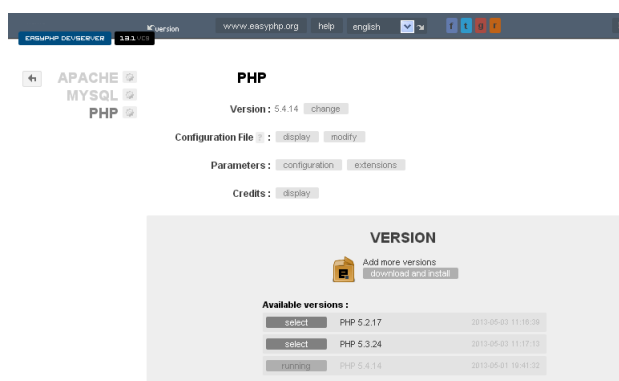 version www.easyphp.org help english f t g r
EASYPHP DEVSERVER 13.1 VC9
APACHE
MYSQL
PHP
PHP
Version : 5.4.14 change
Configuration File ? : display modify
Parameters : configuration extensions
Credits : display
VERSION
Add more versions
download and install
Available versions :
select PHP 5.2.17 2013-05-03 11:16:39
select PHP 5.3.24 2013-05-03 11:17:13
running PHP 5.4.14 2013-05-01 16:41:32